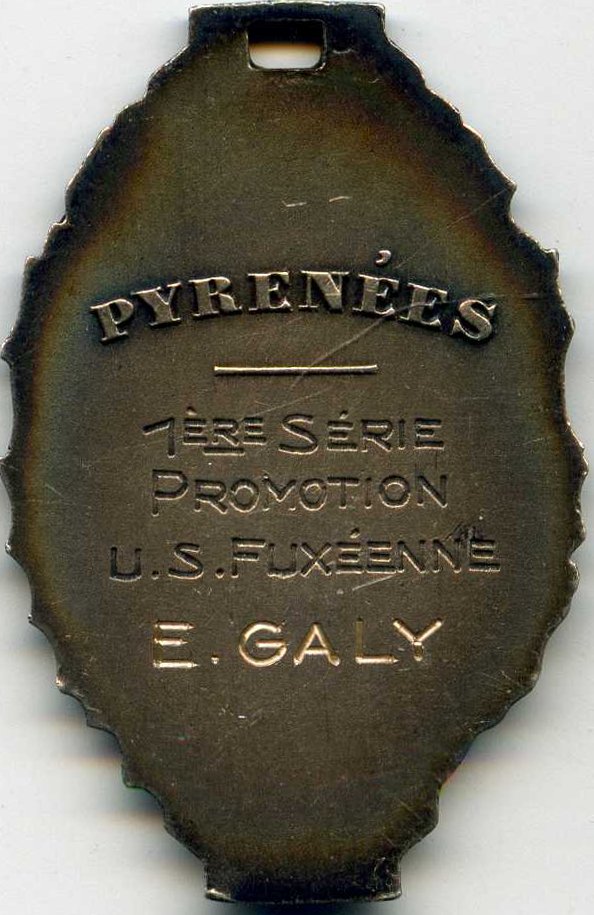 PYRENÉES
1ÈRE SÉRIE
PROMOTION
U.S.FUXÉENNE
E.GALY